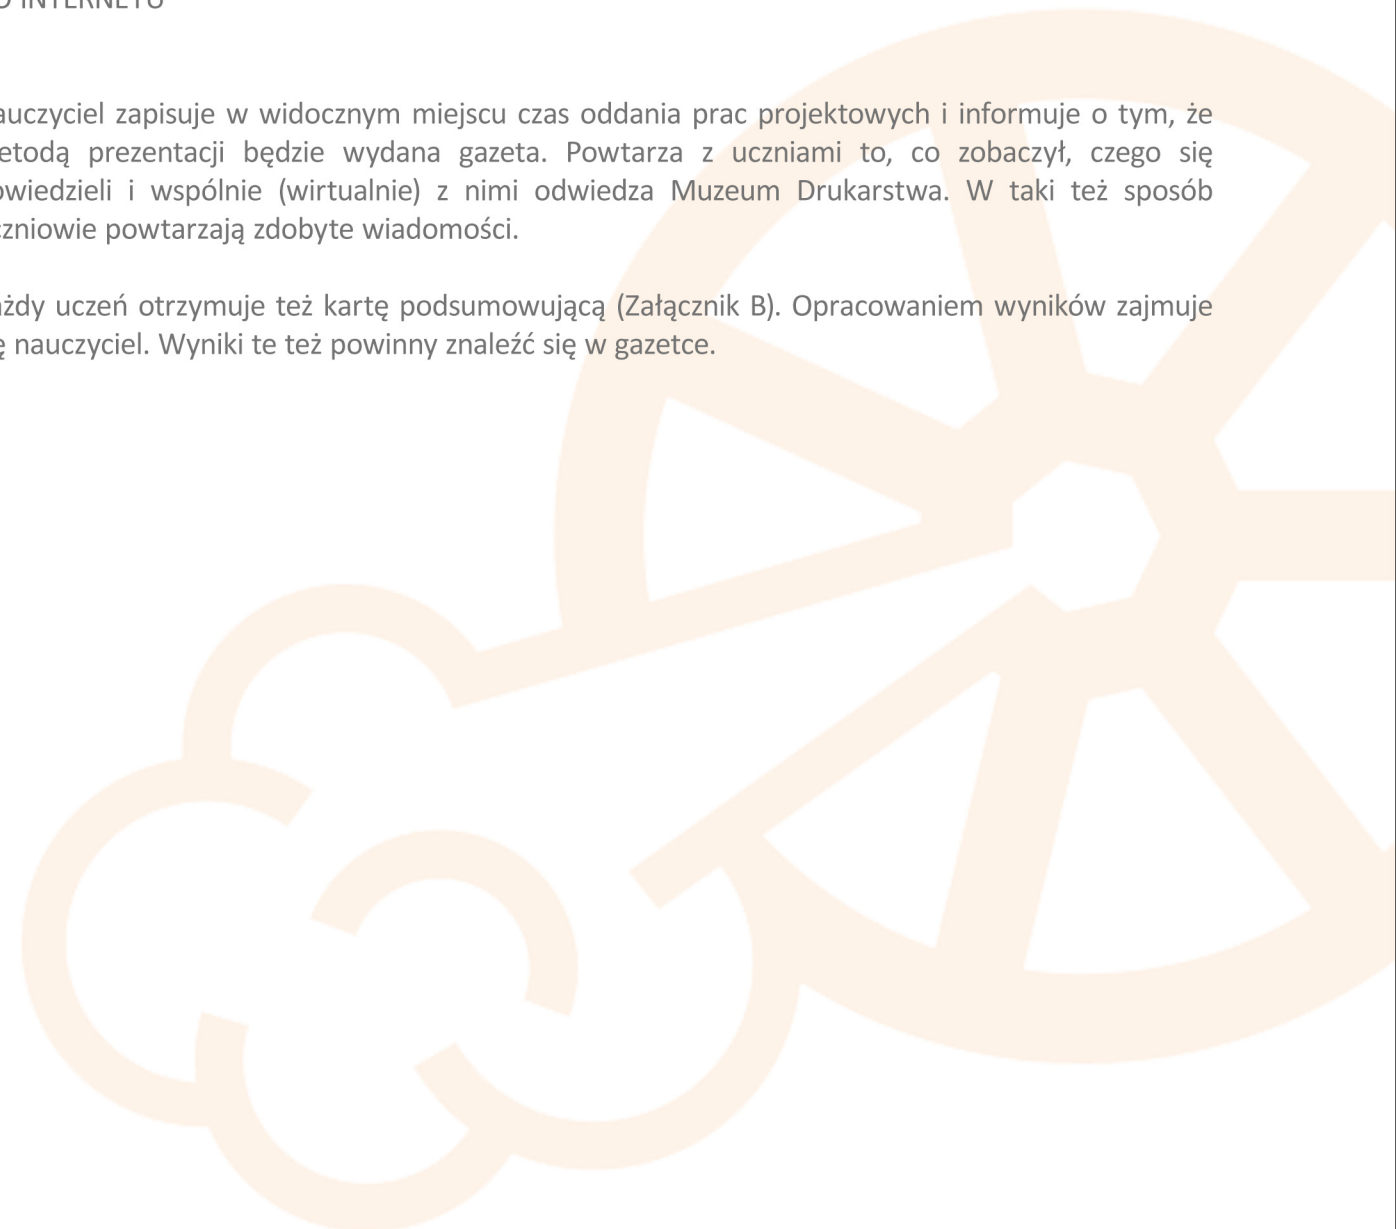 O INTERNETU
auczyciel zapisuje w widocznym miejscu czas oddania prac projektowych i informuje o tym, że
etodą prezentacji będzie wydana gazeta. Powtarza z uczniami to, co zobaczył, czego się
owiedzieli i wspólnie (wirtualnie) z nimi odwiedza Muzeum Drukarstwa. W taki też sposób
czniowie powtarzają zdobyte wiadomości.
ażdy uczeń otrzymuje też kartę podsumowującą (Załącznik B). Opracowaniem wyników zajmuje
ę nauczyciel. Wyniki te też powinny znaleźć się w gazetce.